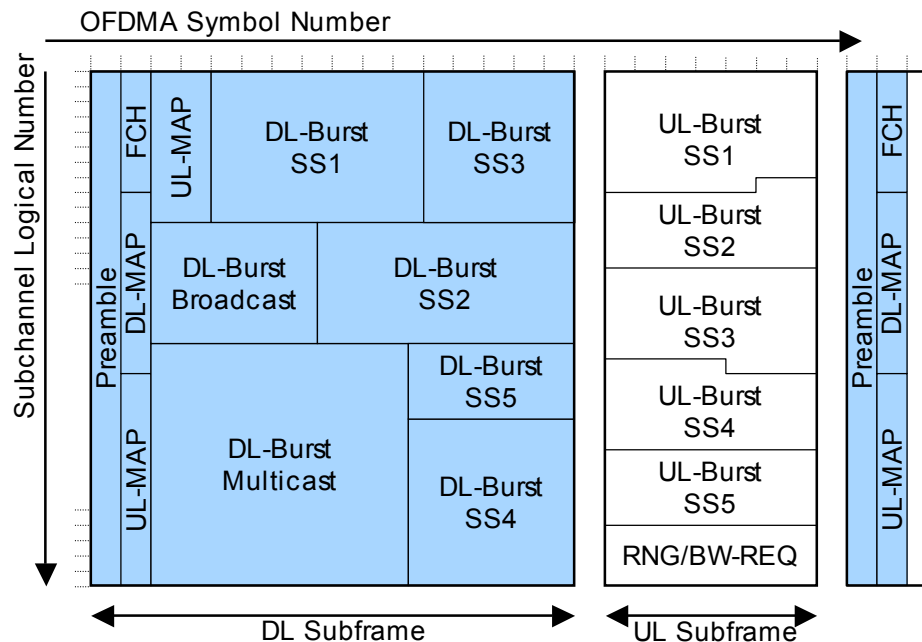 OFDMA Symbol Number
Subchannel Logical Number
Preamble
FCH
DL-MAP
UL-MAP
UL-MAP
DL-Burst
SS1
DL-Burst
SS3
DL-Burst
Broadcast
DL-Burst
SS2
DL-Burst
Multicast
DL-Burst
SS5
DL-Burst
SS4
UL-Burst
SS1
UL-Burst
SS2
UL-Burst
SS3
UL-Burst
SS4
UL-Burst
SS5
RNG/BW-REQ
Preamble
FCH
DL-MAP
UL-MAP
DL Subframe
UL Subframe